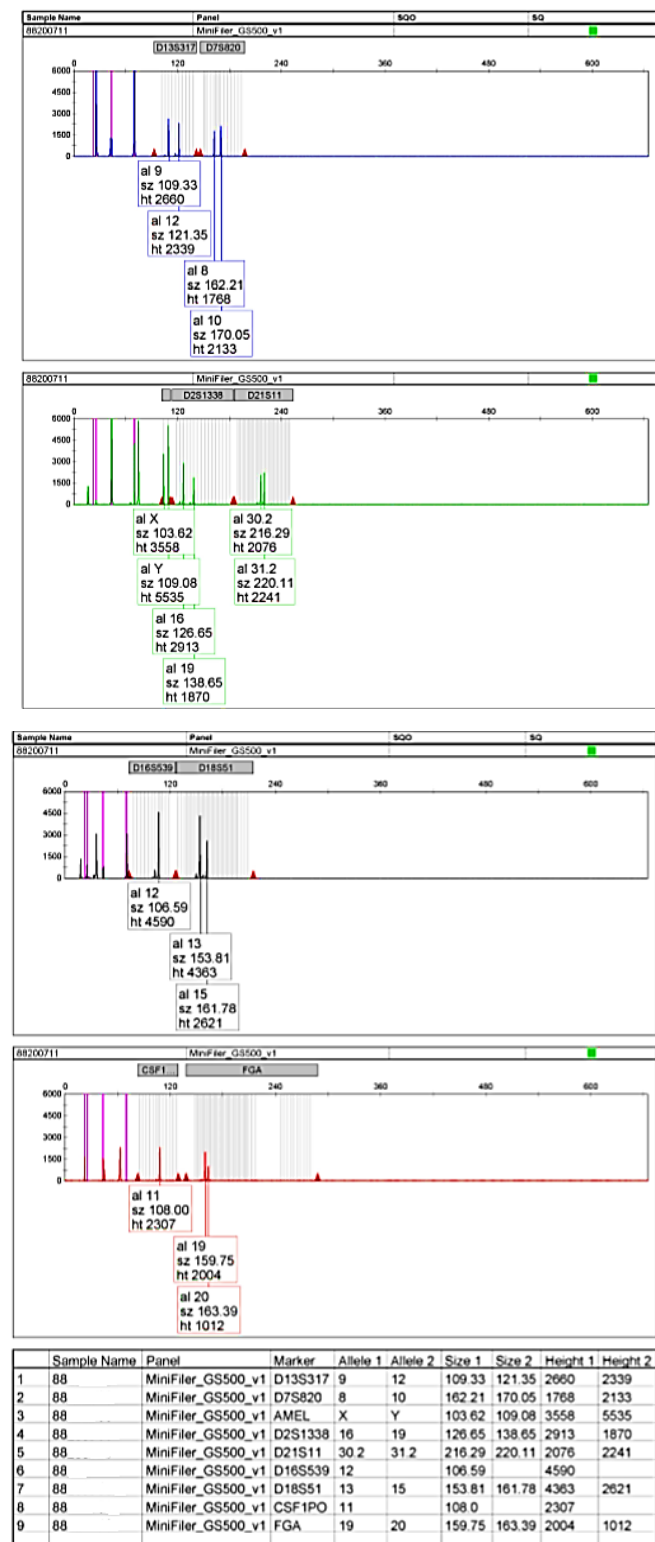 Sample Name Panel SQO SQ
88200711 MiniFiler_GS500_v1
D13S317 D7S820
0 120 240 360 480 600
6000
4500
3000
1500
0
al 9
sz 109.33
ht 2660
al 12
sz 121.35
ht 2339
al 8
sz 162.21
ht 1768
al 10
sz 170.05
ht 2133
88200711 MiniFiler_GS500_v1
D2S1338 D21S11
0 120 240 360 480 600
6000
4500
3000
1500
0
al X
sz 103.62
ht 3558
al Y
sz 109.08
ht 5535
al 16
sz 126.65
ht 2913
al 19
sz 138.65
ht 1870
al 30.2
sz 216.29
ht 2076
al 31.2
sz 220.11
ht 2241
Sample Name Panel SQO SQ
88200711 MiniFiler_GS500_v1
D16S539 D18S51
0 120 240 360 480 600
6000
4500
3000
1500
0
al 12
sz 106.59
ht 4590
al 13
sz 153.81
ht 4363
al 15
sz 161.78
ht 2621
88200711 MiniFiler_GS500_v1
CSF1... FGA
0 120 240 360 480 600
6000
4500
3000
1500
0
al 11
sz 108.00
ht 2307
al 19
sz 159.75
ht 2004
al 20
sz 163.39
ht 1012
Sample Name Panel Marker Allele 1 Allele 2 Size 1 Size 2 Height 1 Height 2
1 88 MiniFiler_GS500_v1 D13S317 9 12 109.33 121.35 2660 2339
2 88 MiniFiler_GS500_v1 D7S820 8 10 162.21 170.05 1768 2133
3 88 MiniFiler_GS500_v1 AMEL X Y 103.62 109.08 3558 5535
4 88 MiniFiler_GS500_v1 D2S1338 16 19 126.65 138.65 2913 1870
5 88 MiniFiler_GS500_v1 D21S11 30.2 31.2 216.29 220.11 2076 2241
6 88 MiniFiler_GS500_v1 D16S539 12 106.59 4590
7 88 MiniFiler_GS500_v1 D18S51 13 15 153.81 161.78 4363 2621
8 88 MiniFiler_GS500_v1 CSF1PO 11 108.0 2307
9 88 MiniFiler_GS500_v1 FGA 19 20 159.75 163.39 2004 1012